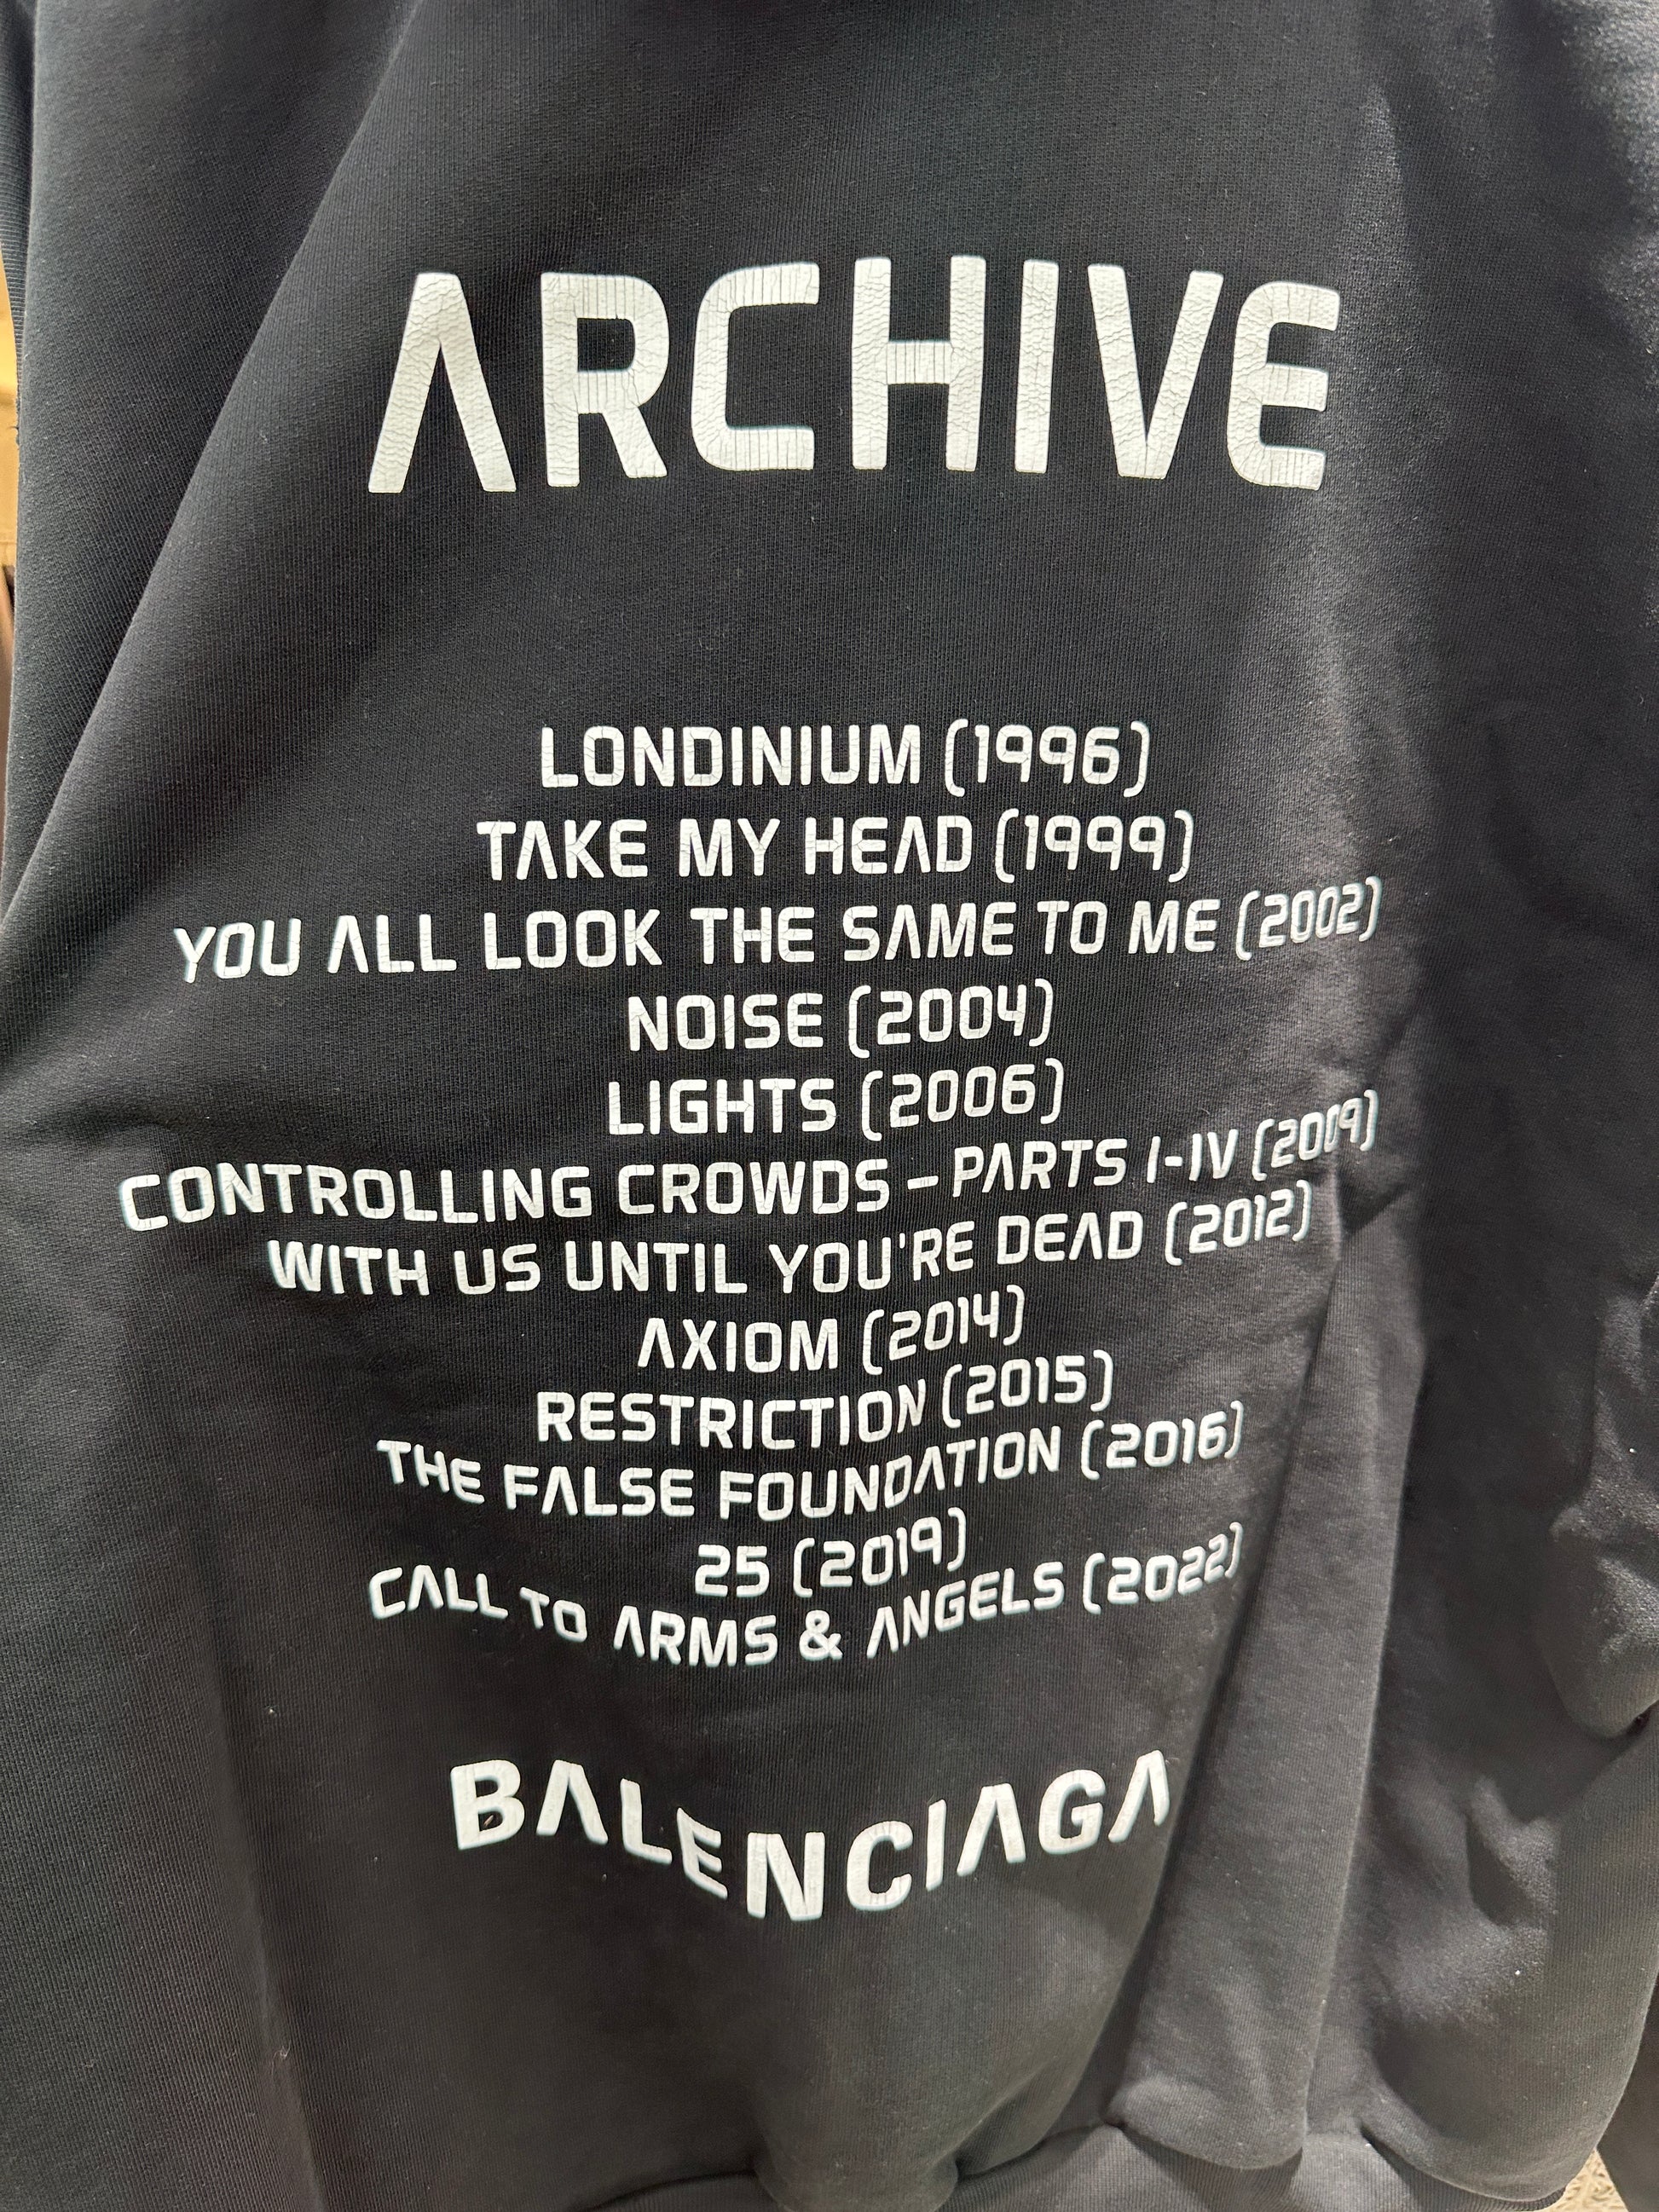 ARCHIVE
LONDINIUM (1996)
TAKE MY HEAD (1999)
YOU ALL LOOK THE SAME TO ME (2002)
NOISE (2004)
LIGHTS (2006)
CONTROLLING CROWDS – PARTS I-IV (2009)
WITH US UNTIL YOU'RE DEAD (2012)
AXIOM (2014)
RESTRICTION (2015)
THE FALSE FOUNDATION (2016)
25 (2019)
CALL TO ARMS & ANGELS (2022)
BALENCIAGA